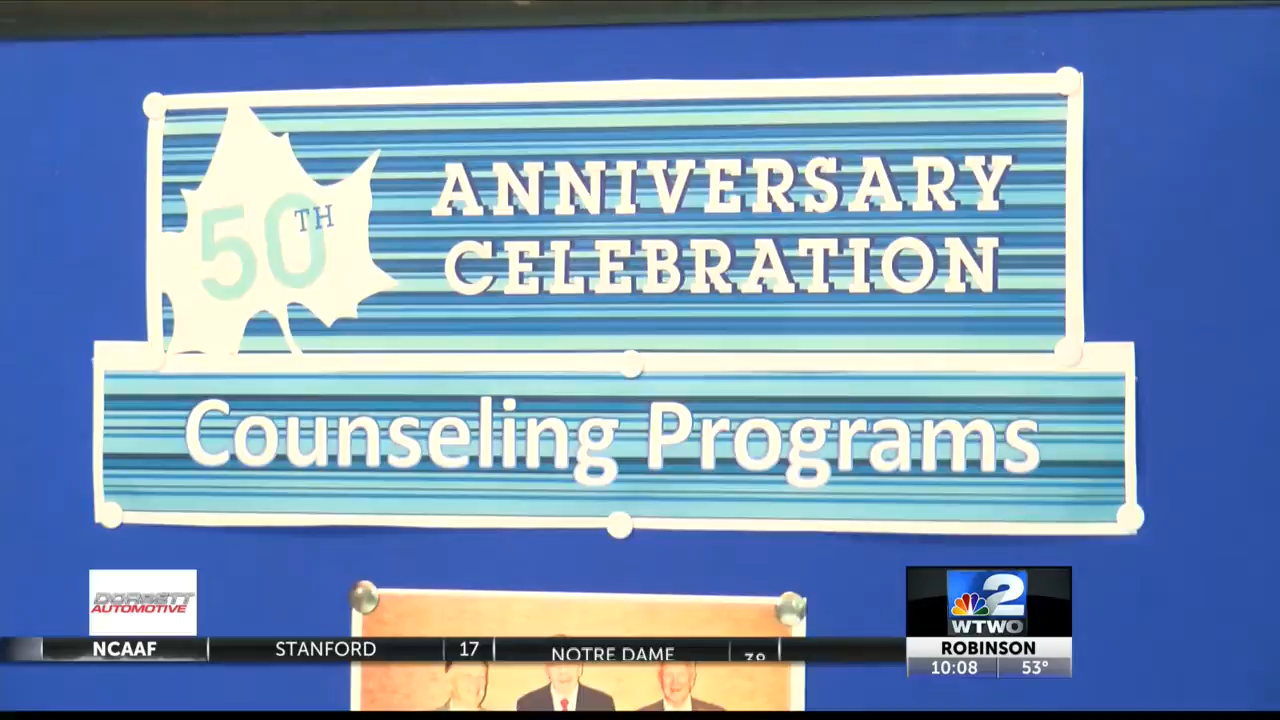 50TH
ANNIVERSARY
CELEBRATION
Counseling Programs
DORSETT
AUTOMOTIVE
2
WTWO
NCAAF STANFORD 17 NOTRE DAME
ROBINSON
10:08 53°